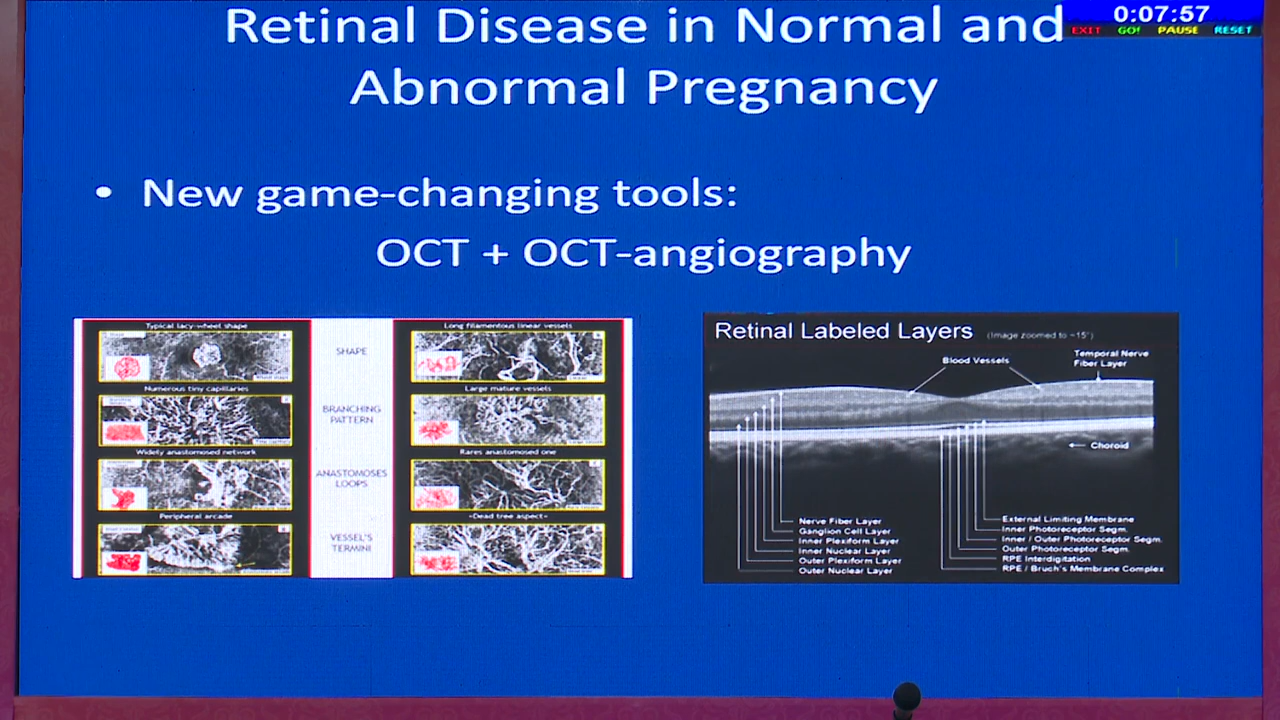 Retinal Disease in Normal and
Abnormal Pregnancy
0:07:57
EXIT GO! PAUSE RESET
• New game-changing tools:
OCT + OCT-angiography
Typical lacy-wheel shape
SHAPE
Long filamentous linear vessels
Numerous tiny capillaries
BRANCHING
PATTERN
Large mature vessels
Widely anastomosed network
ANASTOMOSES
LOOPS
Rares anastomosed one
Peripheral arcade
VESSEL'S
TERMINI
«Dead tree aspect»
Retinal Labeled Layers (Image zoomed to ~15°)
Blood Vessels
Temporal Nerve
Fiber Layer
Choroid
Nerve Fiber Layer
Ganglion Cell Layer
Inner Plexiform Layer
Inner Nuclear Layer
Outer Plexiform Layer
Outer Nuclear Layer
External Limiting Membrane
Inner Photoreceptor Segm.
Inner / Outer Photoreceptor Segm.
Outer Photoreceptor Segm.
RPE Interdigitation
RPE / Bruch's Membrane Complex